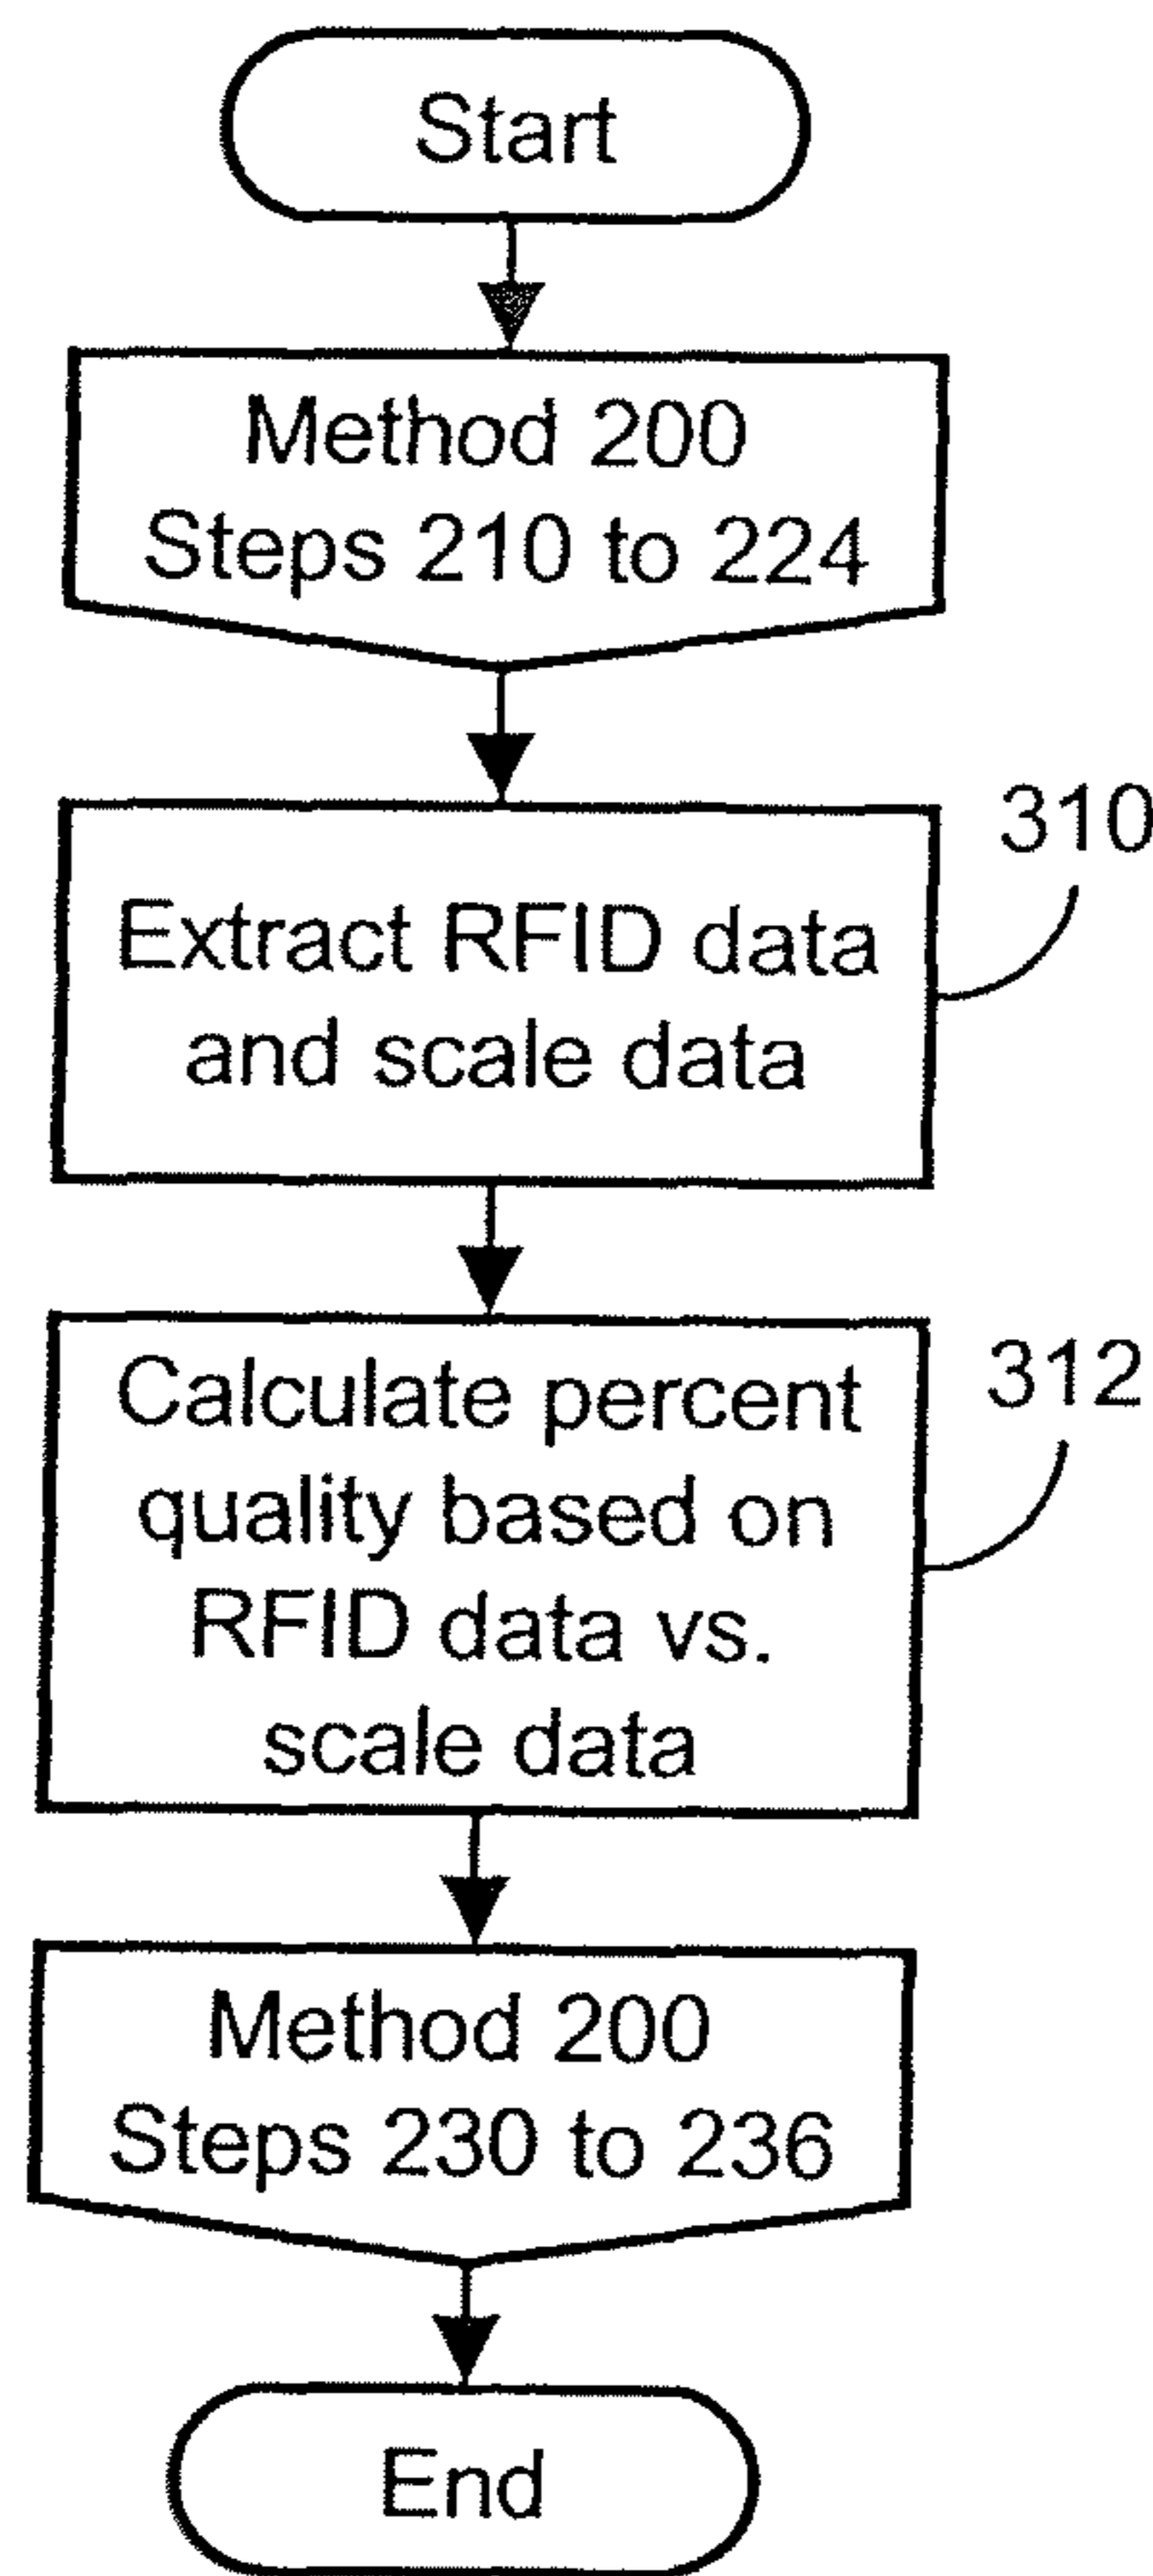 Start
Method 200
Steps 210 to 224
310
Extract RFID data
and scale data
312
Calculate percent
quality based on
RFID data vs.
scale data
Method 200
Steps 230 to 236
End